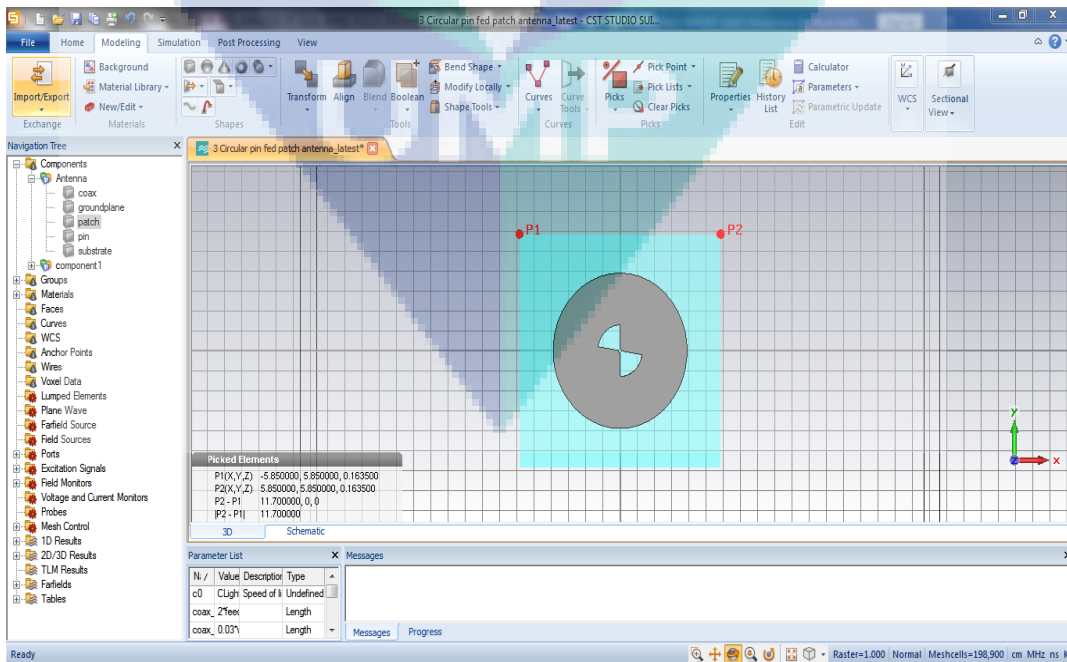 3 Circular pin fed patch antenna_latest - CST STUDIO SUI...
File Home Modeling Simulation Post Processing View
Import/Export
Exchange
Background
Material Library
New/Edit
Materials
Shapes
Transform Align Blend Boolean
Bend Shape
Modify Locally
Shape Tools
Tools
Curves Curve Tools
Curves
Picks
Pick Point
Pick Lists
Clear Picks
Picks
Properties History List
Calculator
Parameters
Parametric Update
Edit
WCS
Sectional View
Navigation Tree X
3 Circular pin fed patch antenna_latest*
Components
Antenna
coax
groundplane
patch
pin
substrate
component1
Groups
Materials
Faces
Curves
WCS
Anchor Points
Wires
Voxel Data
Lumped Elements
Plane Wave
Farfield Source
Field Sources
Ports
Excitation Signals
Field Monitors
Voltage and Current Monitors
Probes
Mesh Control
1D Results
2D/3D Results
TLM Results
Farfields
Tables
UMP
P1 P2
y
z x
Picked Elements
P1(X,Y,Z) -5.850000, 5.850000, 0.163500
P2(X,Y,Z) 5.850000, 5.850000, 0.163500
P2 - P1 11.700000, 0, 0
|P2 - P1| 11.700000
3D Schematic
Parameter List X
Value Description Type
c0 CLigh Speed of li Undefined
coax_ 2*feed Length
coax_ 0.03* Length
Messages
Messages Progress
Ready
Raster=1.000 Normal Meshcells=198,900 cm MHz ns K